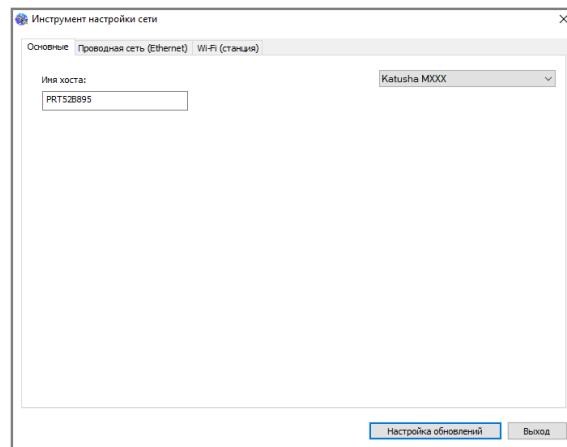 Инструмент настройки сети
Основные Проводная сеть (Ethernet) Wi-Fi (станция)
Имя хоста: Katusha MXXX
PRT52B895
Настройка обновлений Выход